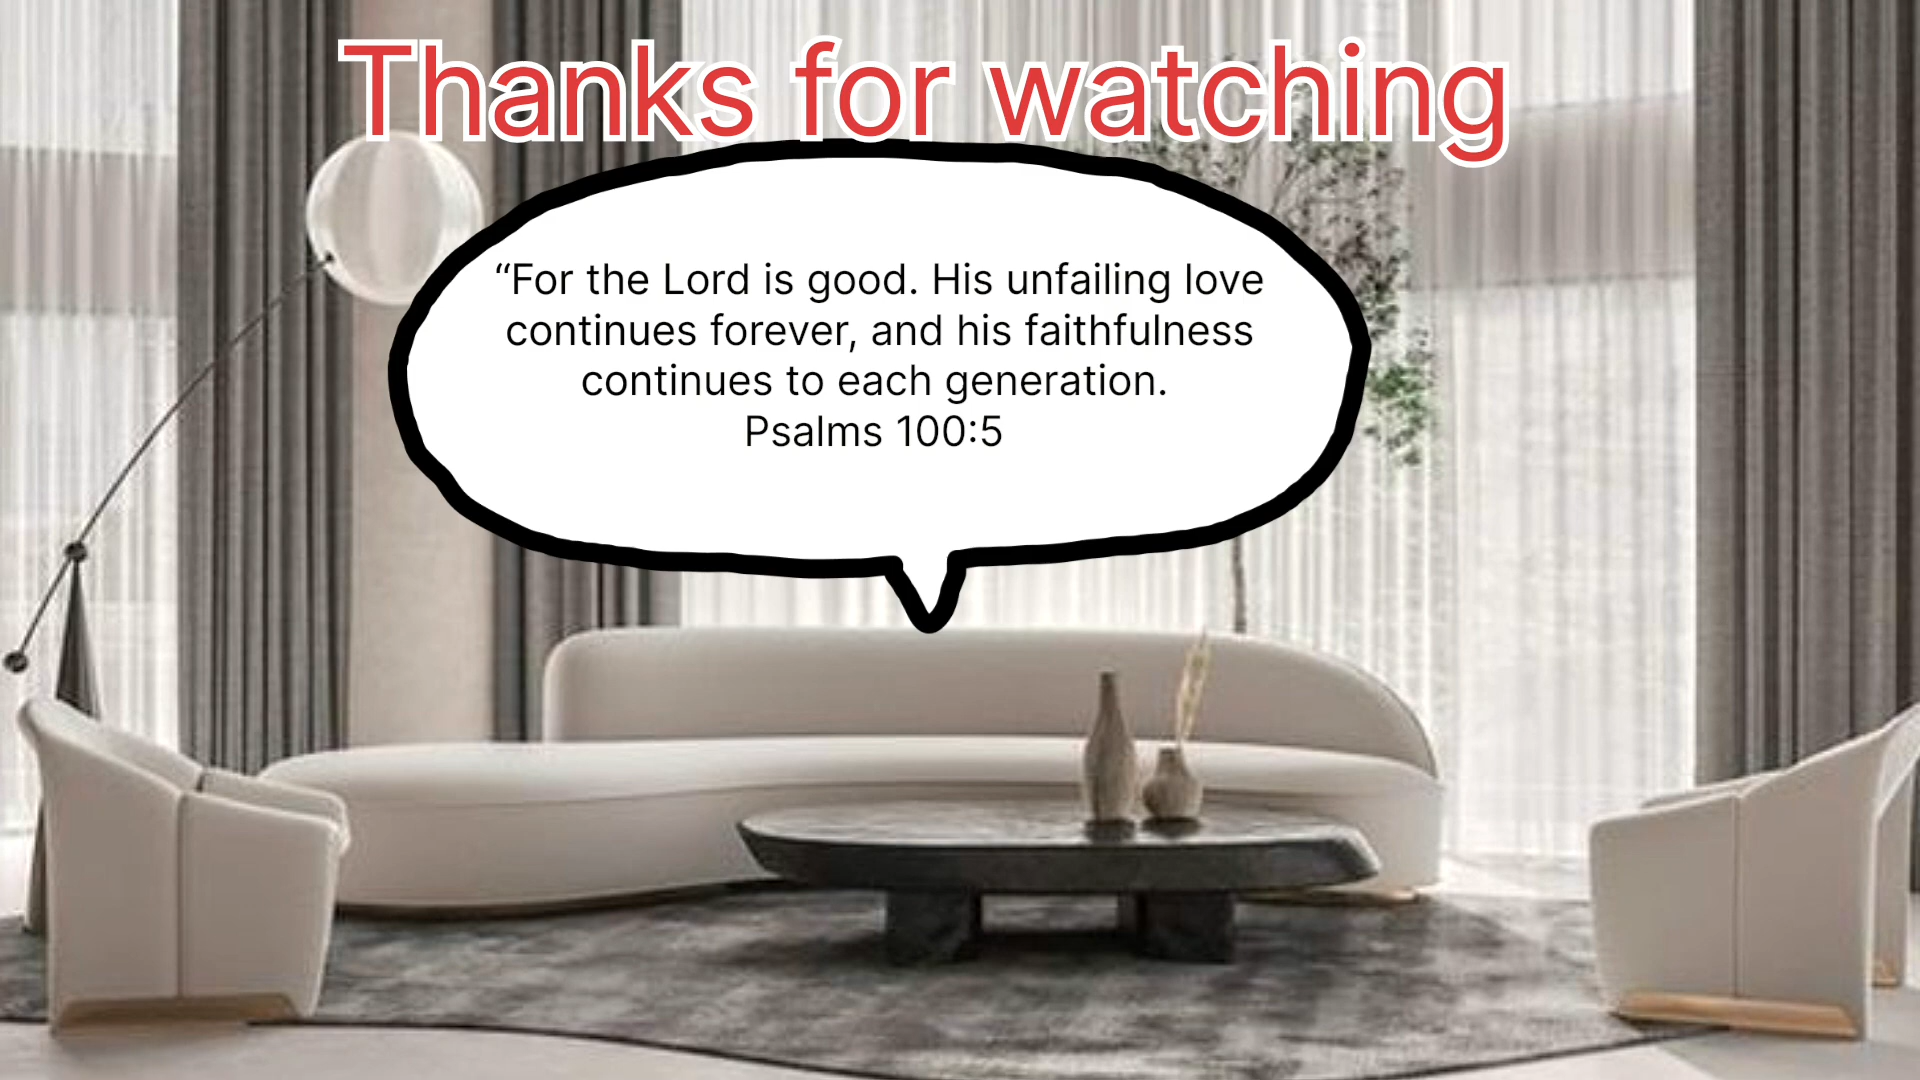 Thanks for watching
“For the Lord is good. His unfailing love
continues forever, and his faithfulness
continues to each generation.
Psalms 100:5